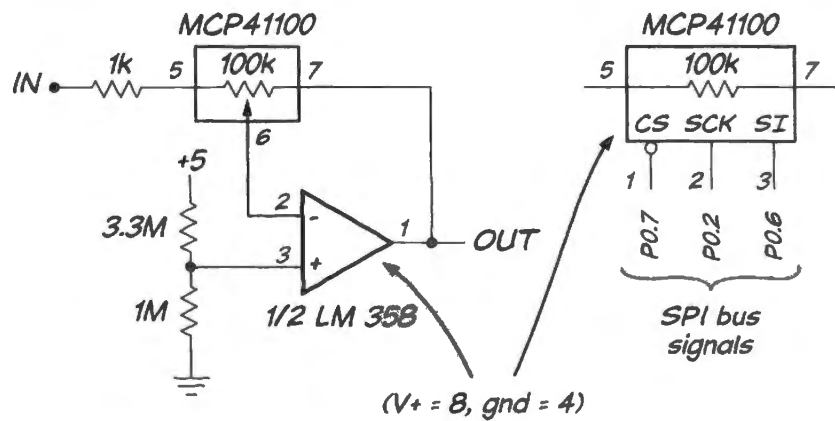 MCP41100
IN
1k
5
100k
7
6
+5
3.3M
1M
2
-
3
+
1
OUT
1/2 LM 358
(V+ = 8, gnd = 4)
MCP41100
5
100k
7
CS SCK SI
1
2
3
P0.7
P0.2
P0.6
SPI bus
signals